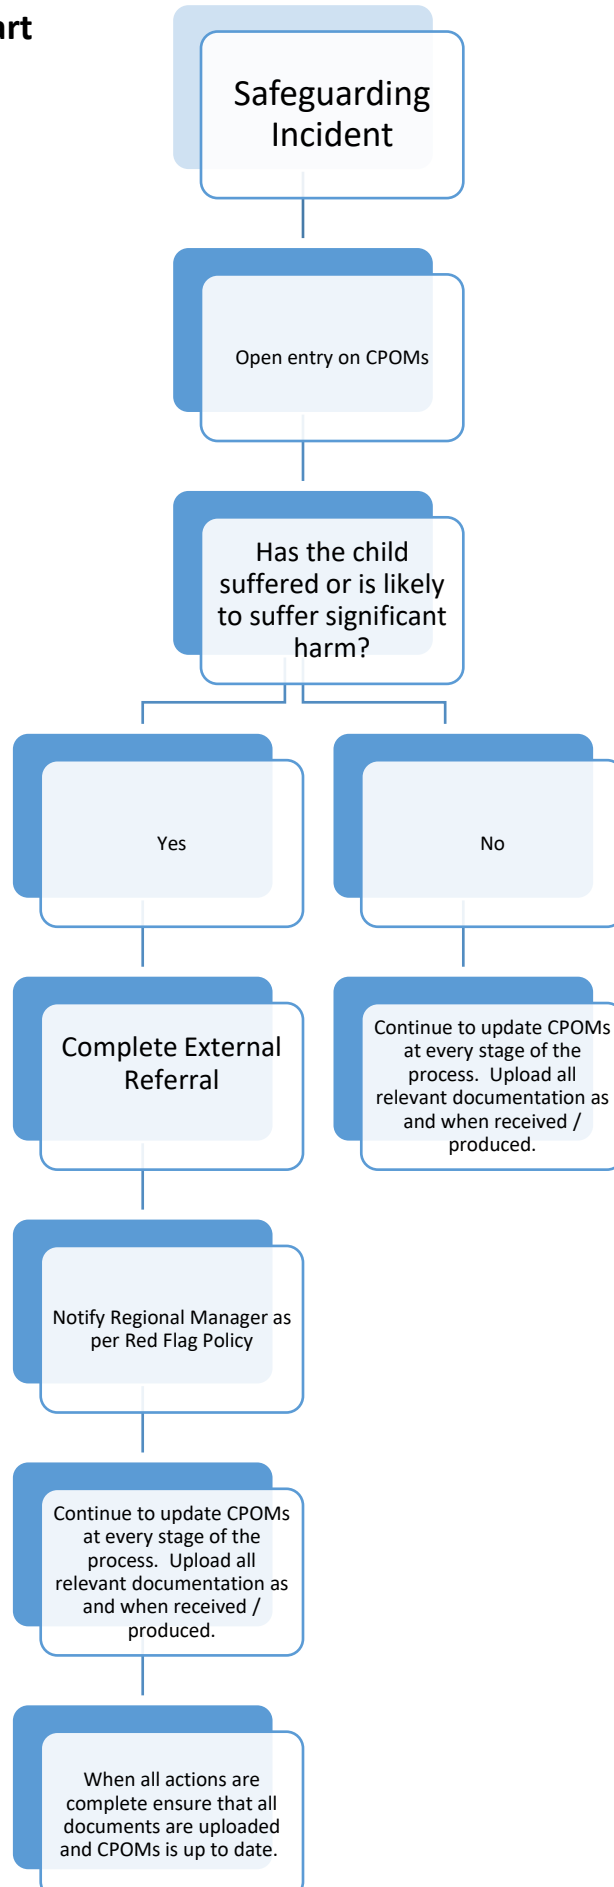 Safeguarding
Incident
Open entry on CPOMs
Has the child
suffered or is likely
to suffer significant
harm?
Yes
No
Complete External
Referral
Continue to update CPOMs
at every stage of the
process.  Upload all
relevant documentation as
and when received /
produced.
Notify Regional Manager as
per Red Flag Policy
Continue to update CPOMs
at every stage of the
process.  Upload all
relevant documentation as
and when received /
produced.
When all actions are
complete ensure that all
documents are uploaded
and CPOMs is up to date.